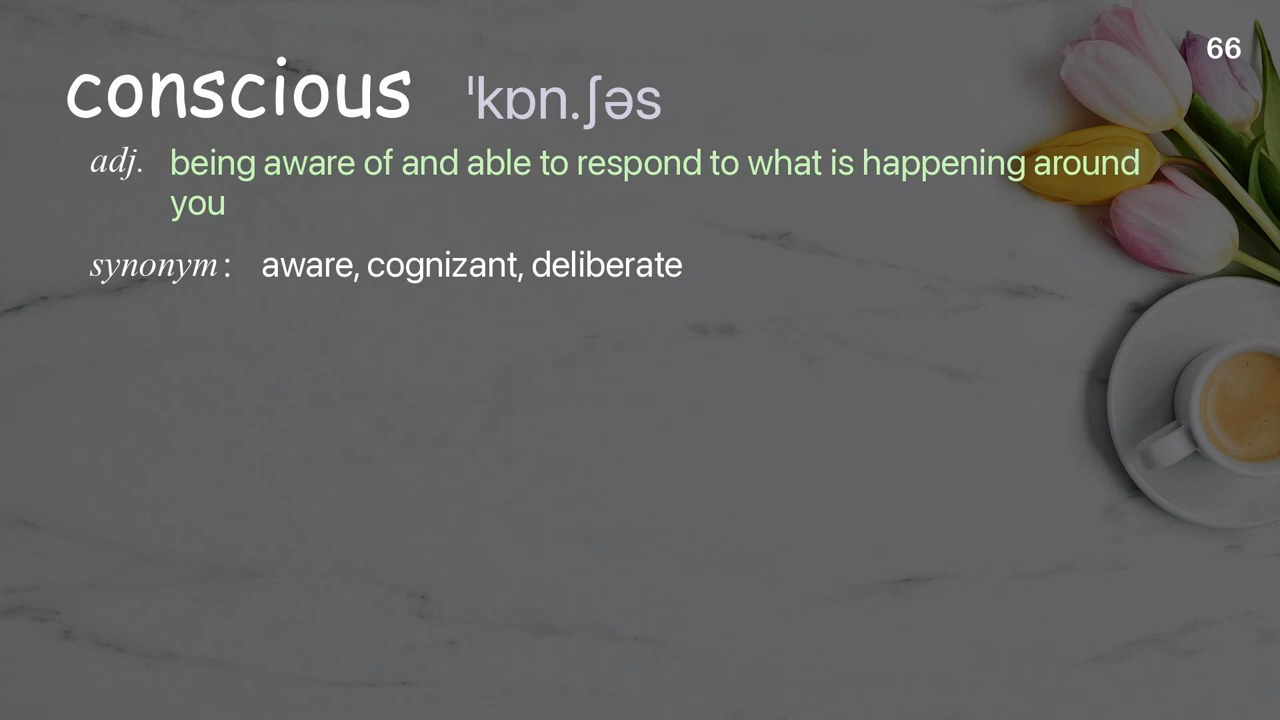 66
conscious ˈkɒn.ʃəs
adj. being aware of and able to respond to what is happening around
you
synonym : aware, cognizant, deliberate